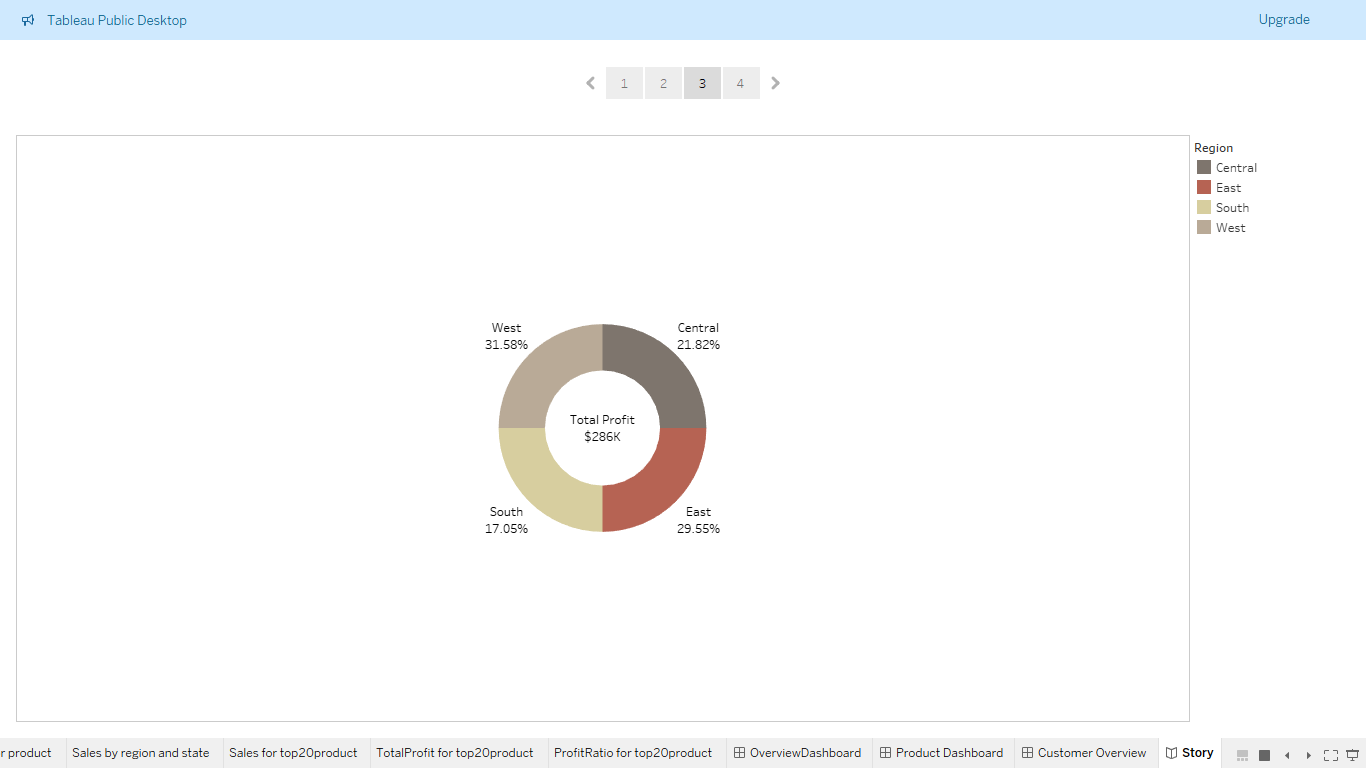 Tableau Public Desktop
Upgrade
1 2 3 4
Region
Central
East
South
West
West
31.58%
Central
21.82%
Total Profit
$286K
South
17.05%
East
29.55%
r product
Sales by region and state
Sales for top20product
TotalProfit for top20product
ProfitRatio for top20product
OverviewDashboard
Product Dashboard
Customer Overview
Story